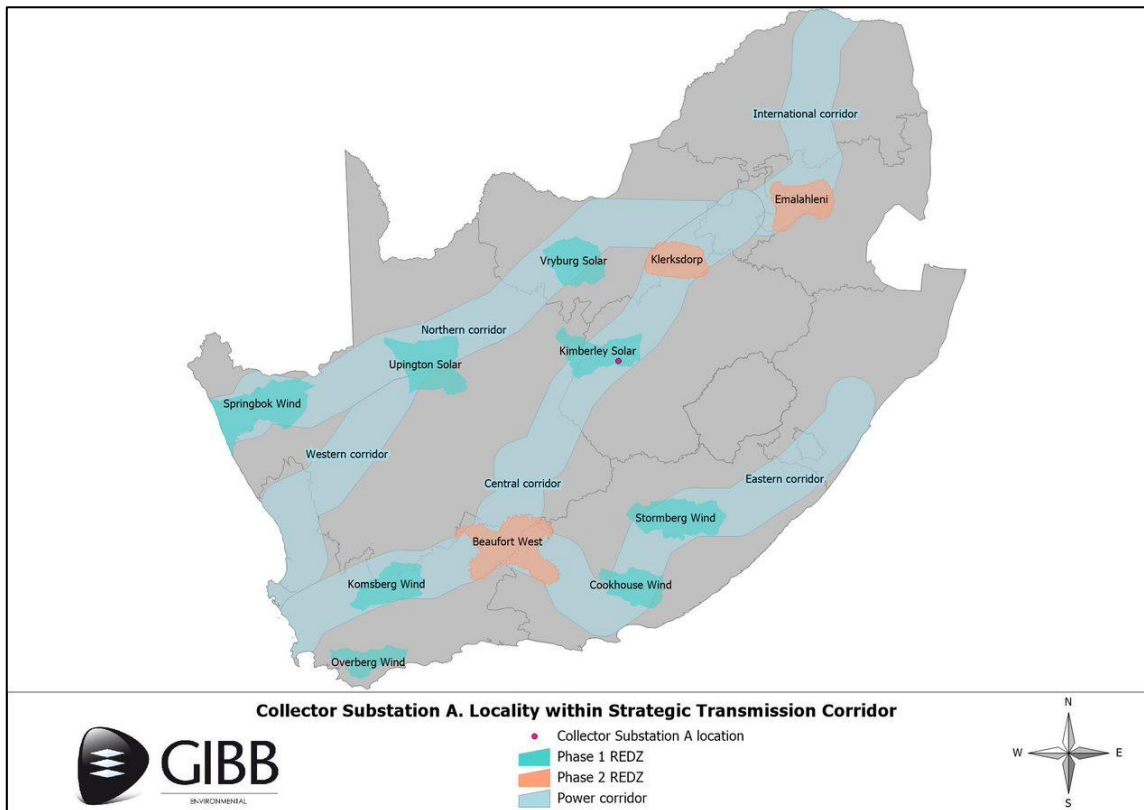 International corridor
Emalahleni
Vryburg Solar
Klerksdorp
Northern corridor
Kimberley Solar
Upington Solar
Springbok Wind
Western corridor
Central corridor
Eastern corridor
Stormberg Wind
Beaufort West
Komsberg Wind
Cookhouse Wind
Overberg Wind
Collector Substation A. Locality within Strategic Transmission Corridor
Collector Substation A location
Phase 1 REDZ
Phase 2 REDZ
Power corridor
GIBB
ENVIRONMENTAL
N
W
E
S